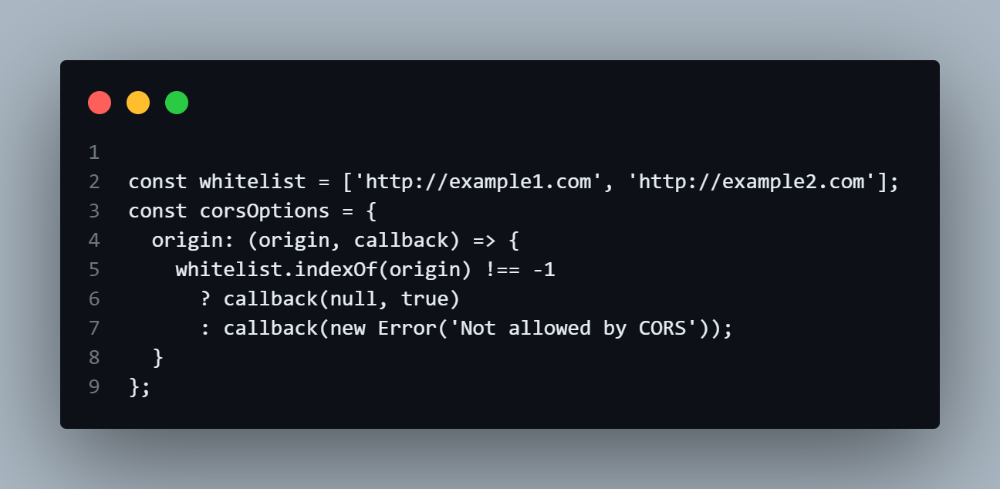 1
2 const whitelist = ['http://example1.com', 'http://example2.com'];
3 const corsOptions = {
4   origin: (origin, callback) => {
5     whitelist.indexOf(origin) !== -1
6       ? callback(null, true)
7       : callback(new Error('Not allowed by CORS'));
8   }
9 };